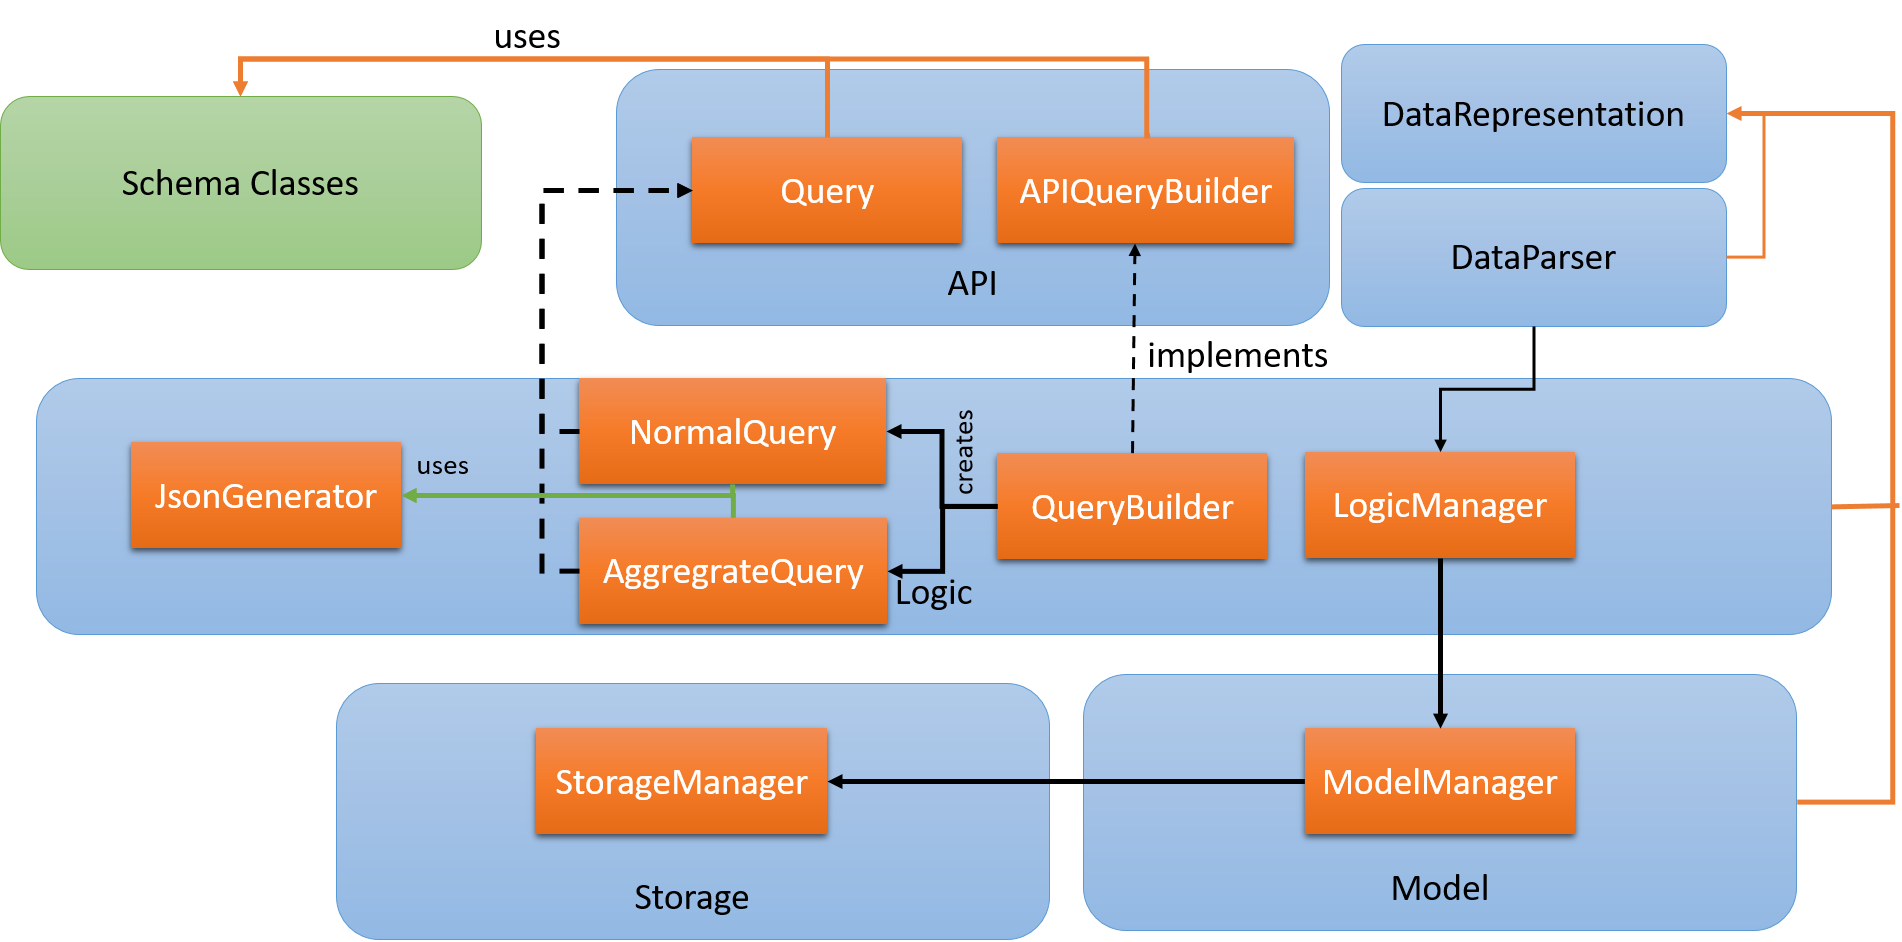 uses
Schema Classes
Query
APIQueryBuilder
API
DataRepresentation
DataParser
implements
NormalQuery
creates
JsonGenerator
uses
QueryBuilder
LogicManager
AggregrateQuery
Logic
StorageManager
ModelManager
Storage
Model